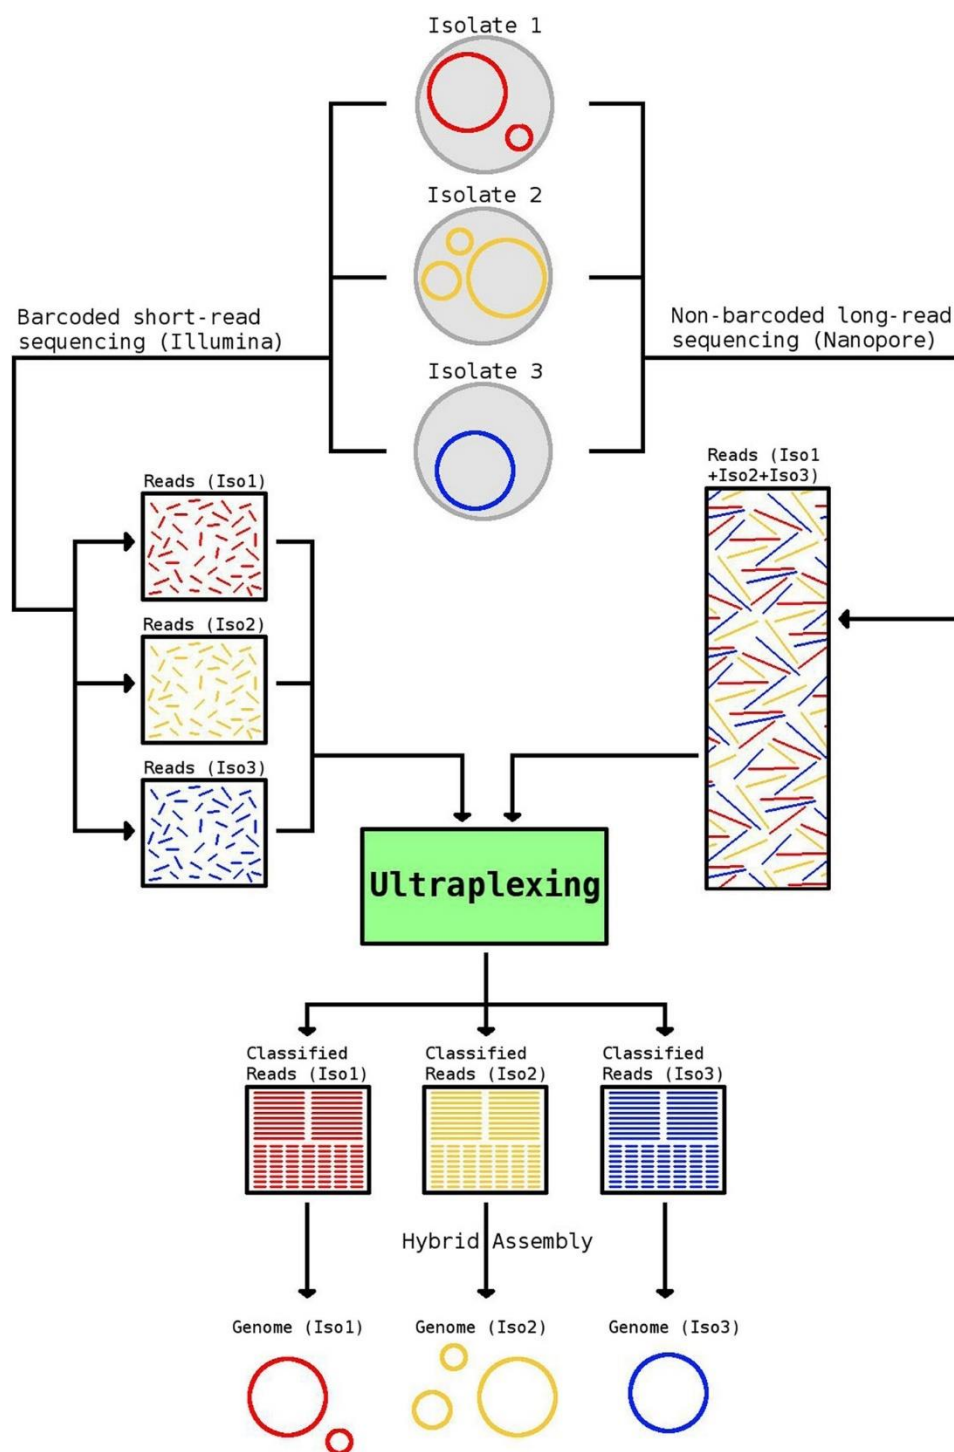 Isolate 1
Isolate 2
Isolate 3
Barcoded short-read
sequencing (Illumina)
Non-barcoded long-read
sequencing (Nanopore)
Reads (Iso1)
Reads (Iso2)
Reads (Iso3)
Reads (Iso1
+Iso2+Iso3)
Ultraplexing
Classified
Reads (Iso1)
Classified
Reads (Iso2)
Classified
Reads (Iso3)
Hybrid Assembly
Genome (Iso1)
Genome (Iso2)
Genome (Iso3)